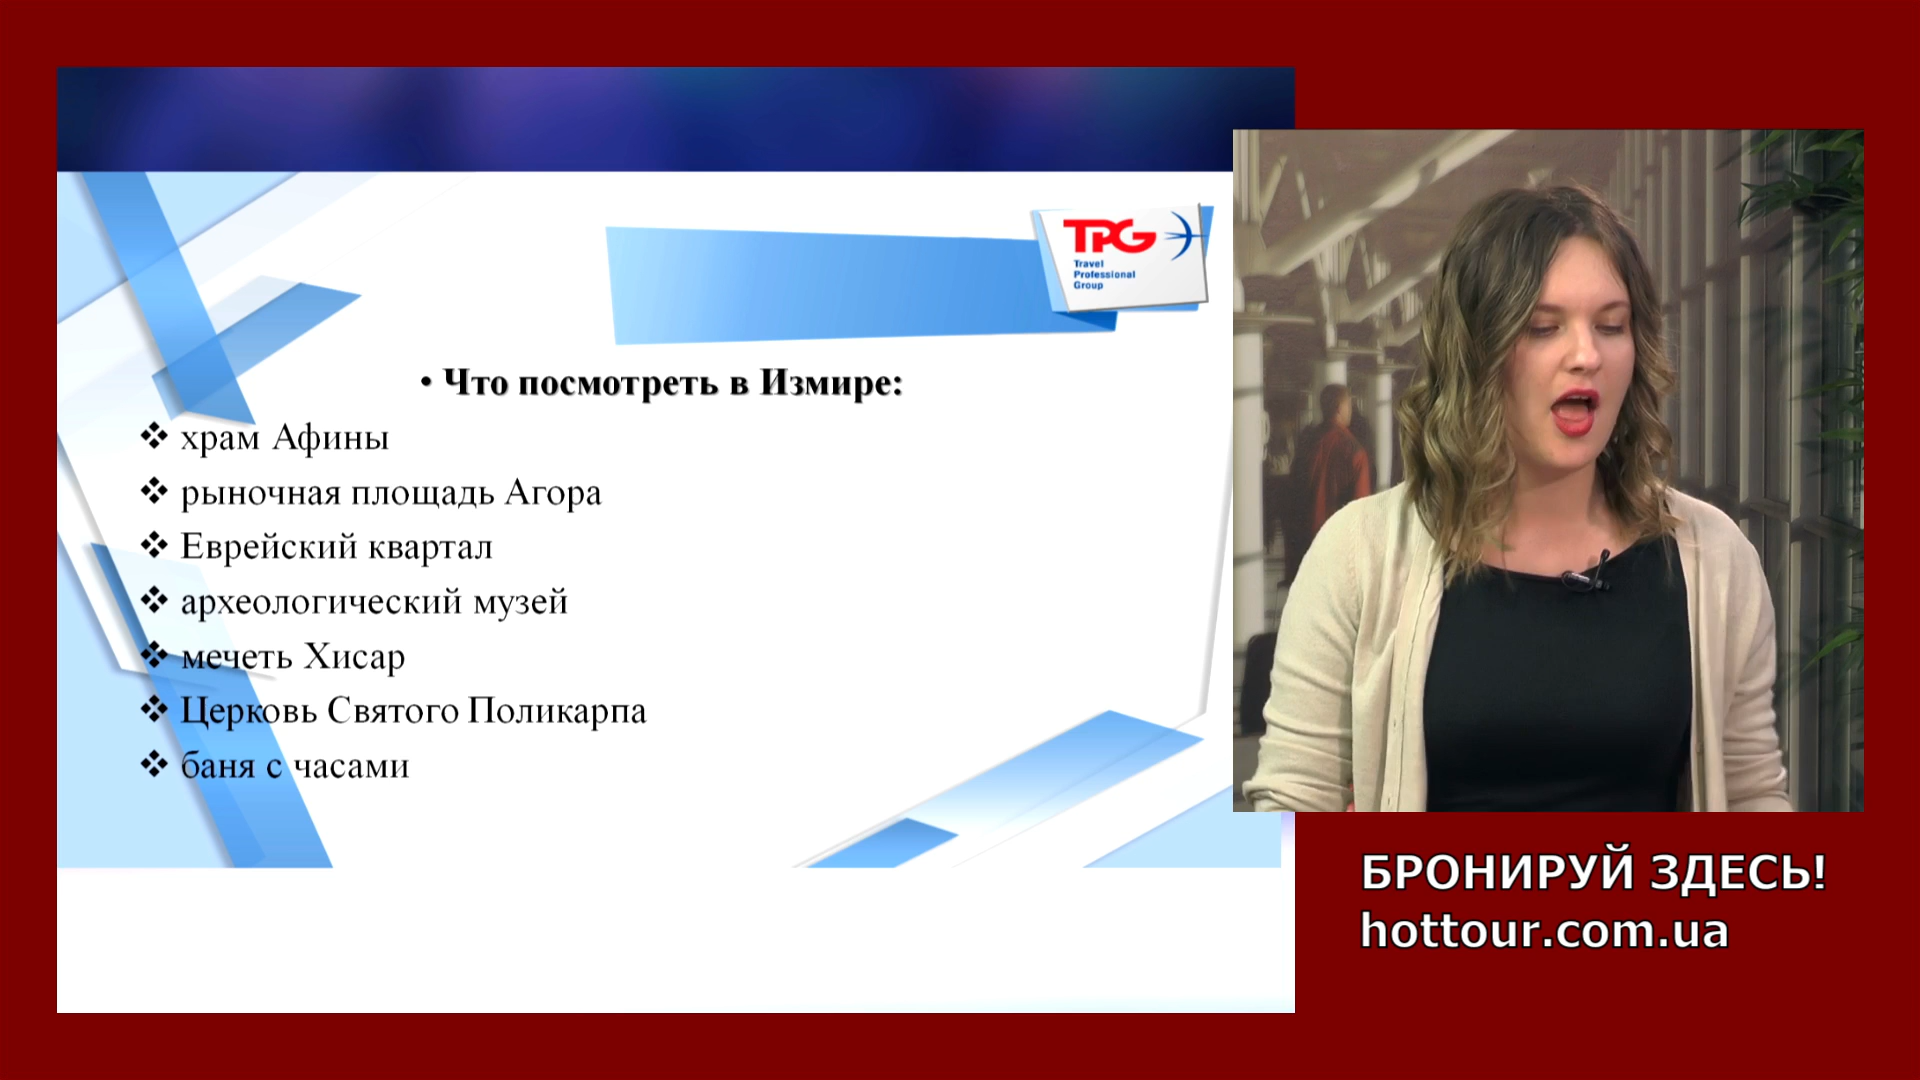 TPG
Travel
Professional
Group
• Что посмотреть в Измире:
❖ храм Афины
❖ рыночная площадь Агора
❖ Еврейский квартал
❖ археологический музей
❖ мечеть Хисар
❖ Церковь Святого Поликарпа
❖ баня с часами
БРОНИРУЙ ЗДЕСЬ!
hottour.com.ua